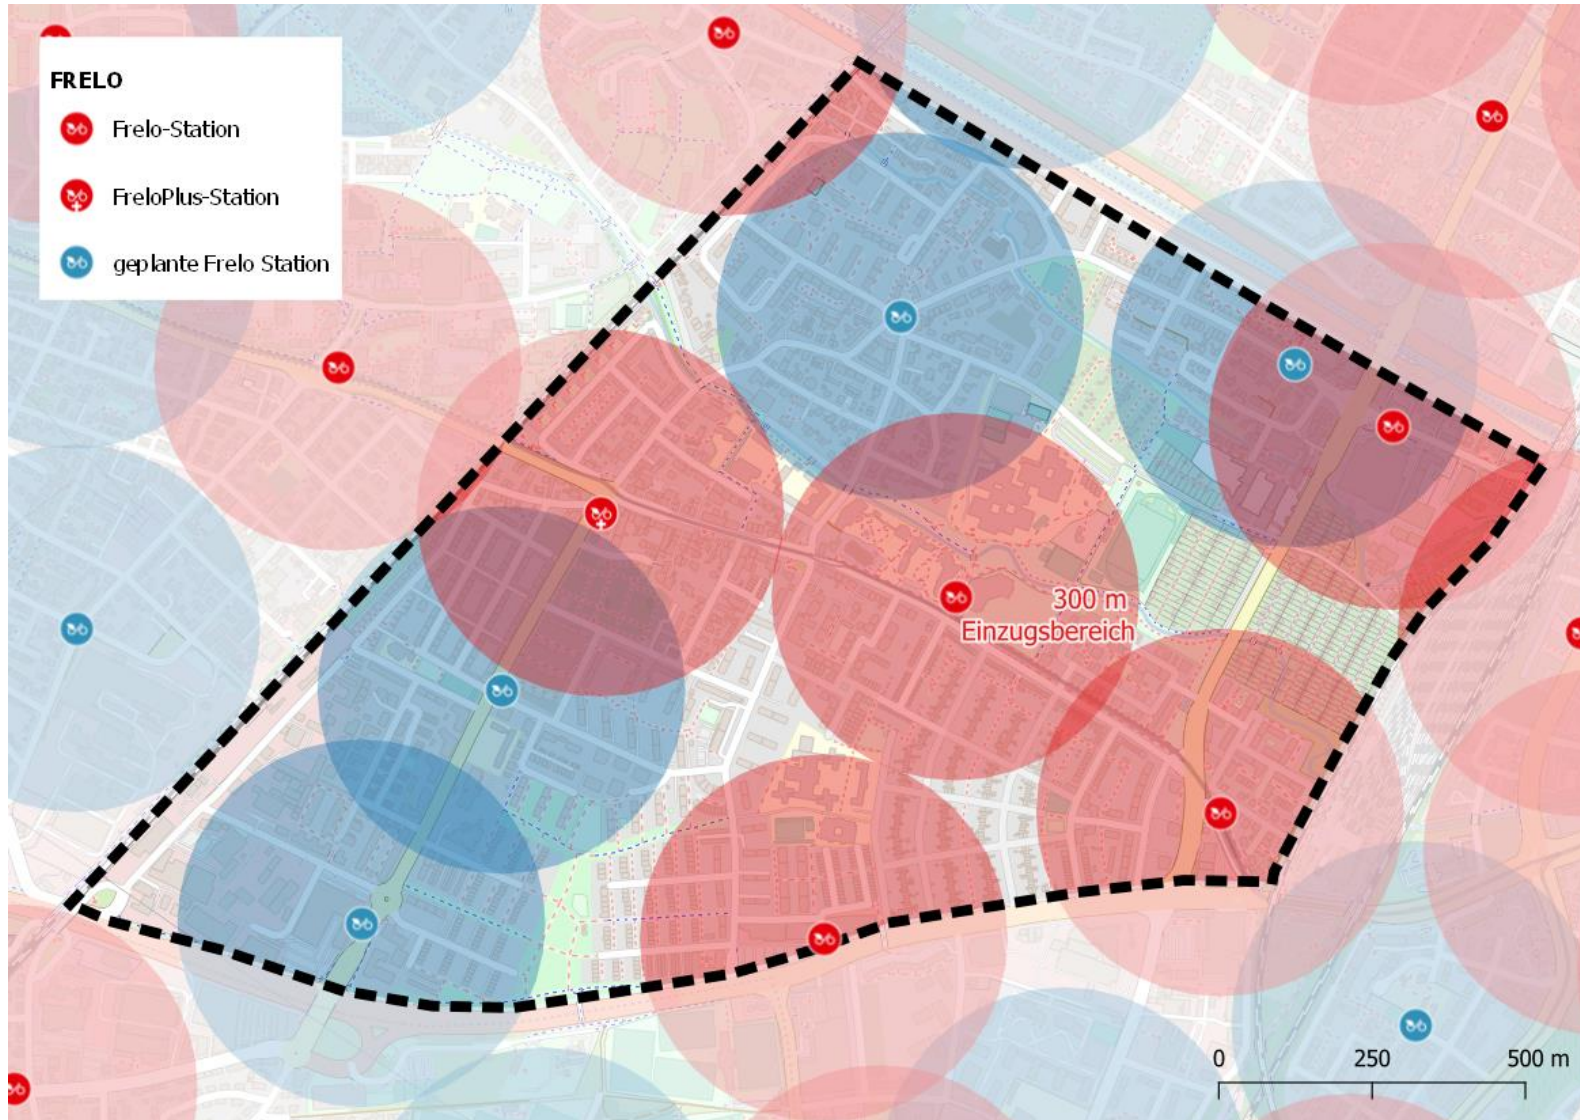 FRELO
Frelo-Station
FreloPlus-Station
geplante Frelo Station
300 m
Einzugsbereich
0 250 500 m